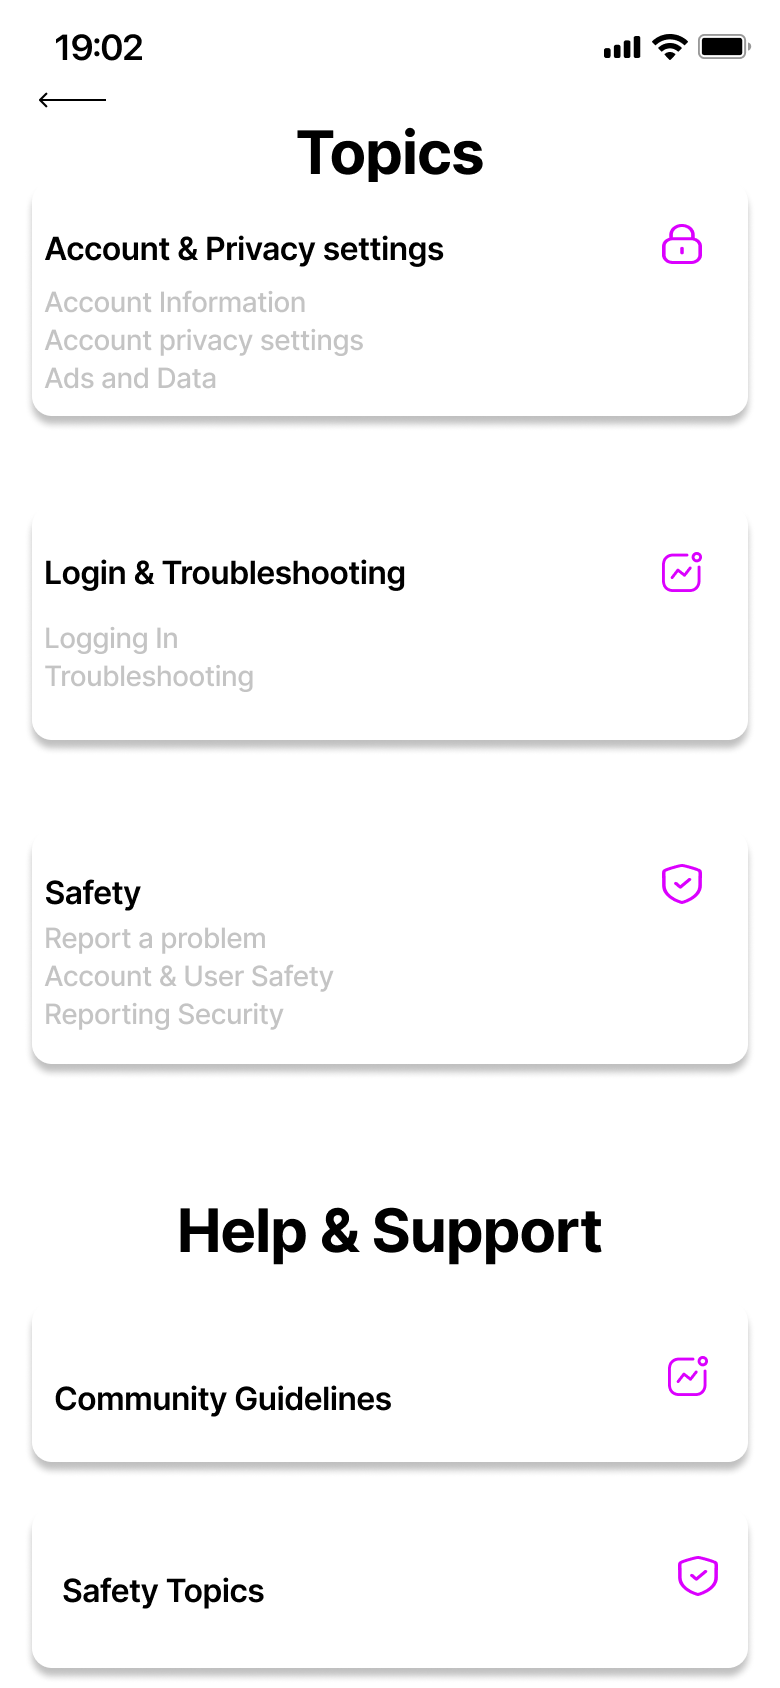 19:02
Topics
Account & Privacy settings
Account Information
Account privacy settings
Ads and Data
Login & Troubleshooting
Logging In
Troubleshooting
Safety
Report a problem
Account & User Safety
Reporting Security
Help & Support
Community Guidelines
Safety Topics